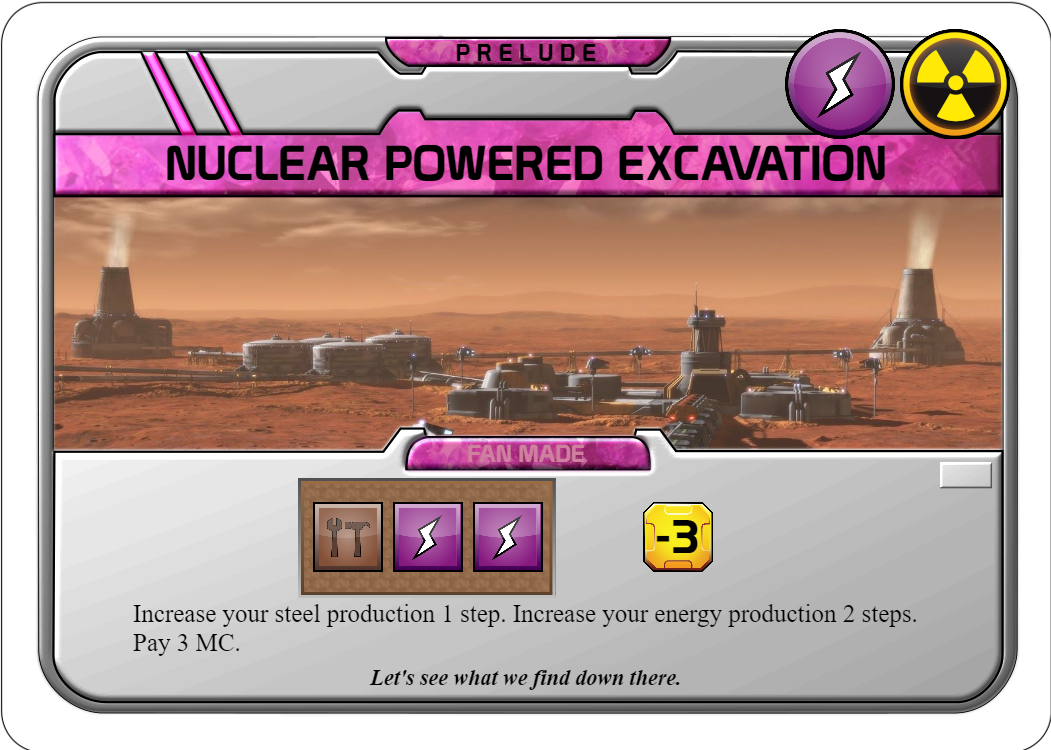 PRELUDE
NUCLEAR POWERED EXCAVATION
FAN MADE
-3
Increase your steel production 1 step. Increase your energy production 2 steps.
Pay 3 MC.
Let's see what we find down there.